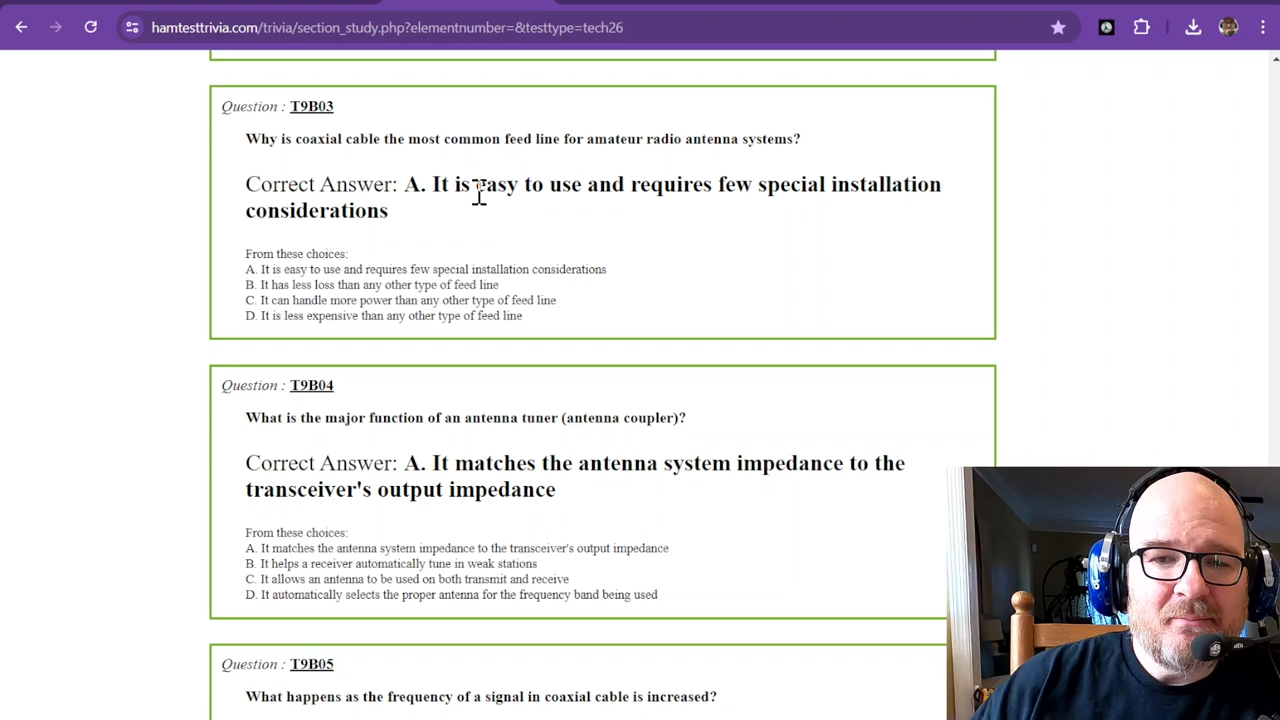 hamtesttrivia.com/trivia/section_study.php?elementnumber=&testtype=tech26
Question : T9B03
Why is coaxial cable the most common feed line for amateur radio antenna systems?
Correct Answer: A. It is easy to use and requires few special installation
considerations
From these choices:
A. It is easy to use and requires few special installation considerations
B. It has less loss than any other type of feed line
C. It can handle more power than any other type of feed line
D. It is less expensive than any other type of feed line
Question : T9B04
What is the major function of an antenna tuner (antenna coupler)?
Correct Answer: A. It matches the antenna system impedance to the
transceiver's output impedance
From these choices:
A. It matches the antenna system impedance to the transceiver's output impedance
B. It helps a receiver automatically tune in weak stations
C. It allows an antenna to be used on both transmit and receive
D. It automatically selects the proper antenna for the frequency band being used
Question : T9B05
What happens as the frequency of a signal in coaxial cable is increased?